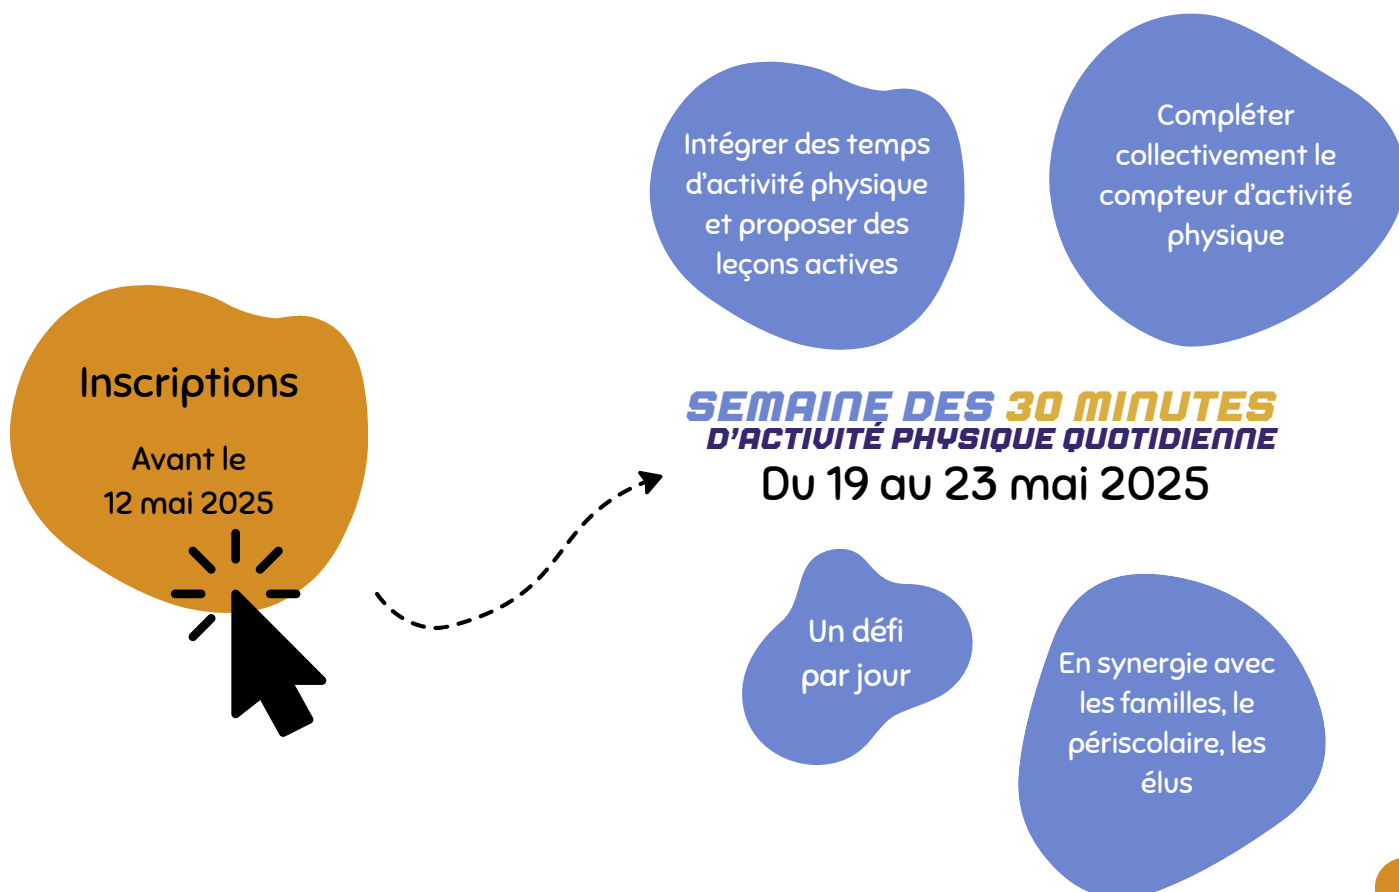 Inscriptions
Avant le
12 mai 2025
Intégrer des temps
d'activité physique
et proposer des
leçons actives
Compléter
collectivement le
compteur d'activité
physique
SEMAINE DES 30 MINUTES
D'ACTIVITÉ PHYSIQUE QUOTIDIENNE
Du 19 au 23 mai 2025
Un défi
par jour
En synergie avec
les familles, le
périscolaire, les
élus